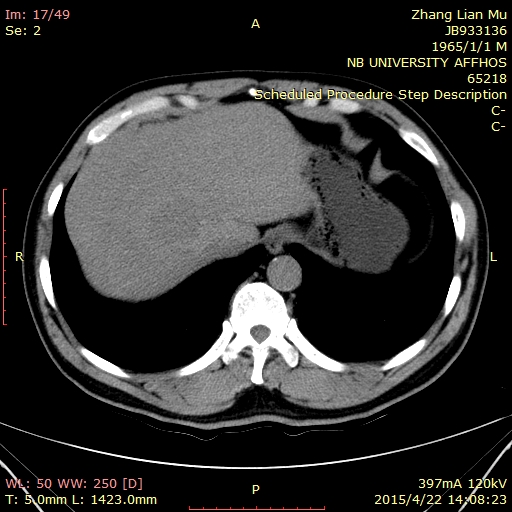 Im: 17/49
Se: 2
A
Zhang Lian Mu
JB933136
1965/1/1 M
NB UNIVERSITY AFFHOS
65218
Scheduled Procedure Step Description
C-
C-
R
L
WL: 50 WW: 250 [D]
T: 5.0mm L: 1423.0mm
P
397mA 120kV
2015/4/22 14:08:23